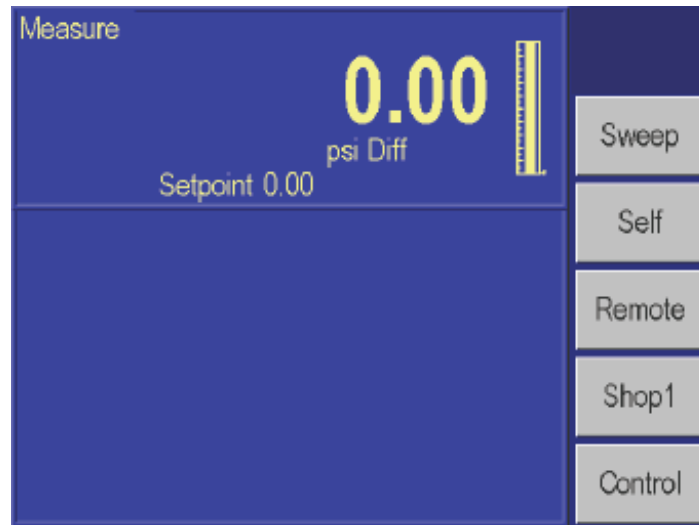 Measure
0.00
psi Diff
Setpoint 0.00
Sweep
Self
Remote
Shop1
Control